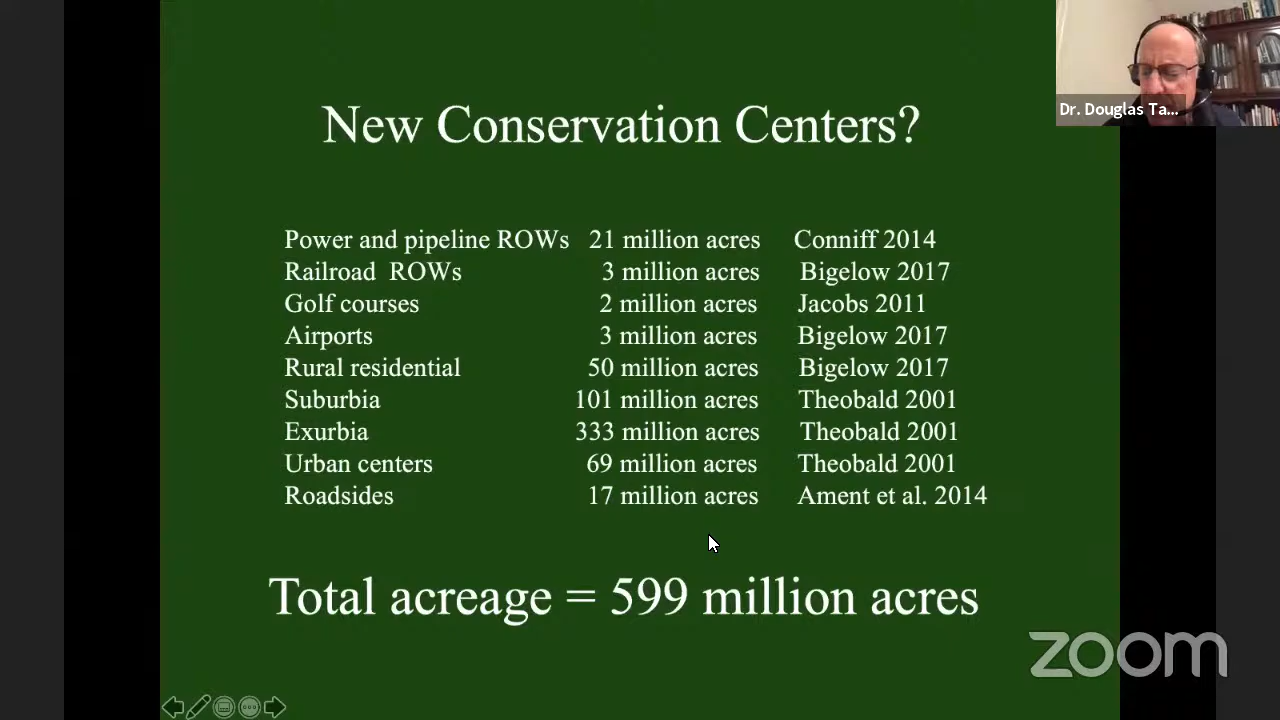 New Conservation Centers?
Power and pipeline ROWs 21 million acres Conniff 2014
Railroad ROWs 3 million acres Bigelow 2017
Golf courses 2 million acres Jacobs 2011
Airports 3 million acres Bigelow 2017
Rural residential 50 million acres Bigelow 2017
Suburbia 101 million acres Theobald 2001
Exurbia 333 million acres Theobald 2001
Urban centers 69 million acres Theobald 2001
Roadsides 17 million acres Ament et al. 2014
Total acreage = 599 million acres
Dr. Douglas Ta...
zoom